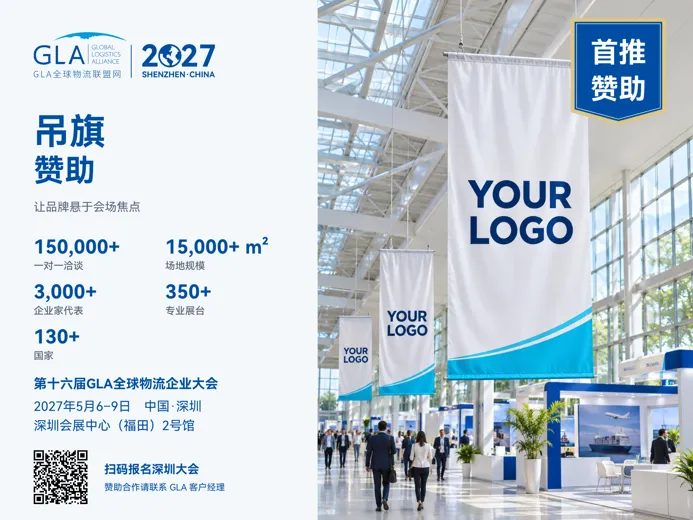 GLA GLOBAL LOGISTICS ALLIANCE
GLA全球物流联盟网
2027
SHENZHEN·CHINA
吊旗
赞助
让品牌悬于会场焦点
150,000+
一对一洽谈
15,000+ m²
场地规模
3,000+
企业家代表
350+
专业展台
130+
国家
第十六届GLA全球物流企业大会
2027年5月6–9日 中国·深圳
深圳会展中心（福田）2号馆
扫码报名深圳大会
赞助合作请联系 GLA 客户经理
首推
赞助
YOUR
LOGO
YOUR
LOGO
YOUR
LOGO